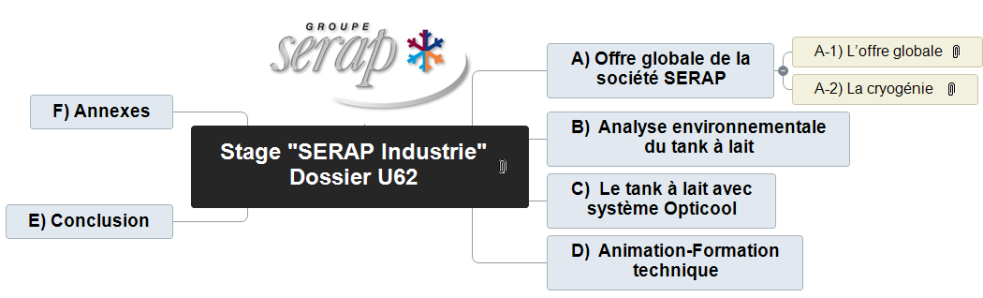 GROUPE
serap
Stage "SERAP Industrie"
Dossier U62
A) Offre globale de la
société SERAP
A-1) L'offre globale
A-2) La cryogénie
B) Analyse environnementale
du tank à lait
C) Le tank à lait avec
système Opticool
D) Animation-Formation
technique
E) Conclusion
F) Annexes